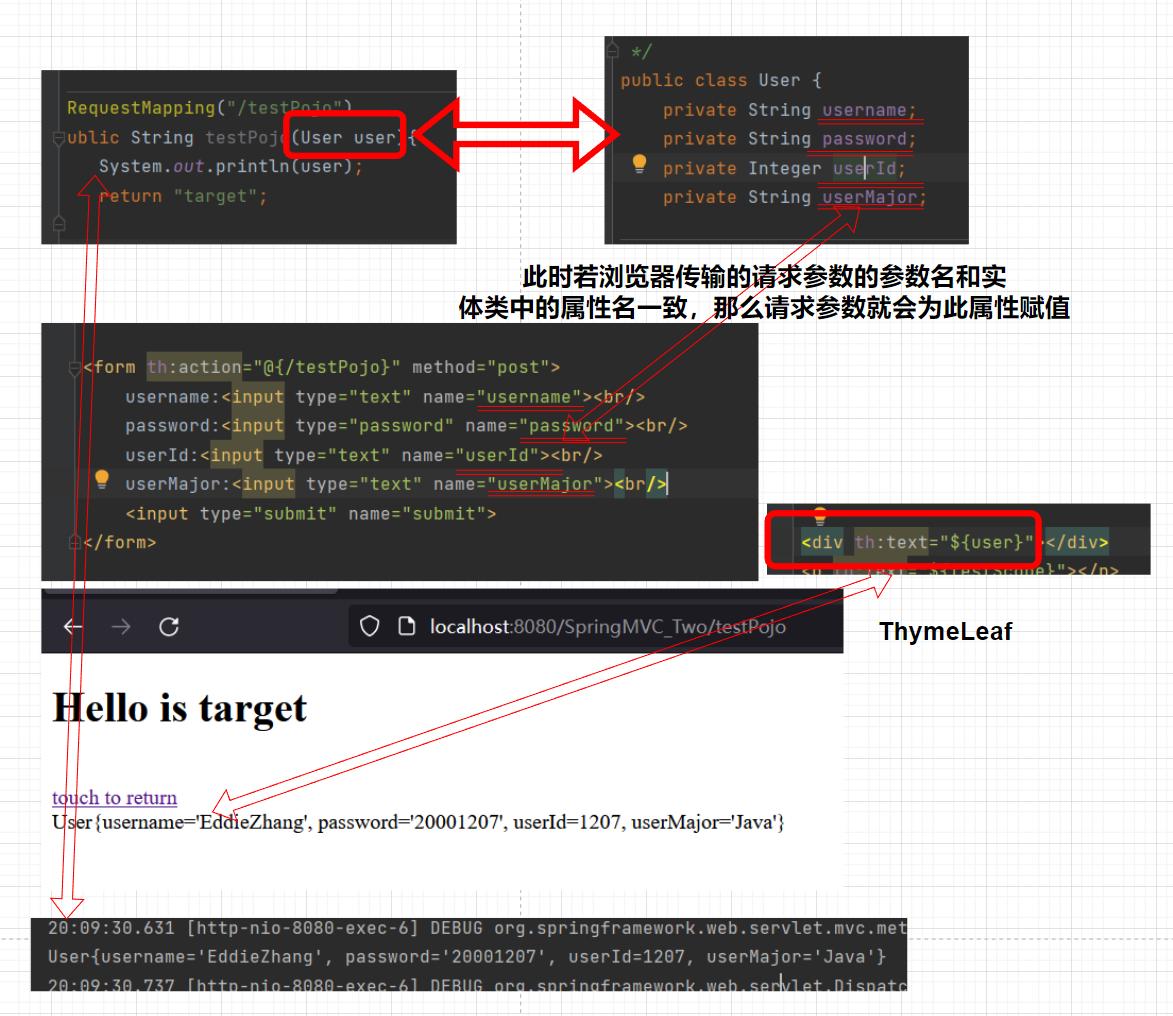 RequestMapping("/testPojo")
ublic String testPojo(User user){
System.out.println(user);
return "target";
*/
public class User {
private String username;
private String password;
private Integer userId;
private String userMajor;
此时若浏览器传输的请求参数的参数名和实
体类中的属性名一致，那么请求参数就会为此属性赋值
<form th:action="@{/testPojo}" method="post">
username:<input type="text" name="username"><br/>
password:<input type="password" name="password"><br/>
userId:<input type="text" name="userId"><br/>
userMajor:<input type="text" name="userMajor"><br/>
<input type="submit" name="submit">
</form>
<div th:text="${user}"></div>
<p th:text="${testScope}"></p>
localhost:8080/SpringMVC_Two/testPojo
ThymeLeaf
Hello is target
touch to return
User{username='EddieZhang', password='20001207', userId=1207, userMajor='Java'}
20:09:30.631 [http-nio-8080-exec-6] DEBUG org.springframework.web.servlet.mvc.met
User{username='EddieZhang', password='20001207', userId=1207, userMajor='Java'}
20:09:30.737 [http-nio-8080-exec-6] DEBUG org.springframework.web.servlet.Dispatc